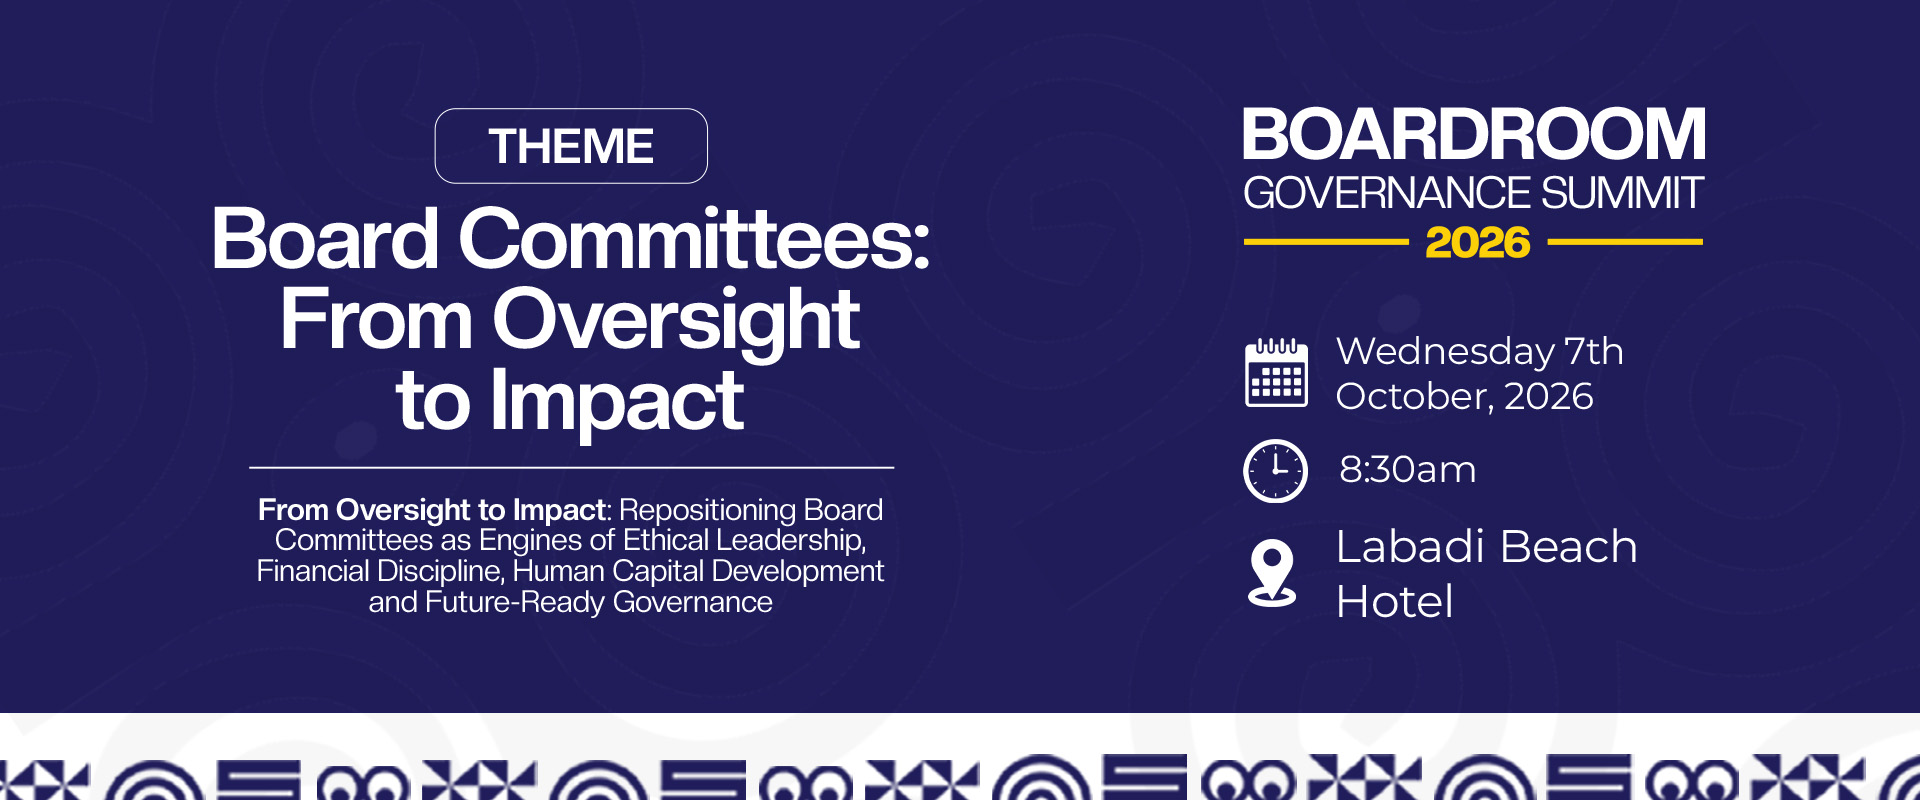 THEME
Board Committees:
From Oversight
to Impact
From Oversight to Impact: Repositioning Board
Committees as Engines of Ethical Leadership,
Financial Discipline, Human Capital Development
and Future-Ready Governance
BOARDROOM
GOVERNANCE SUMMIT
2026
Wednesday 7th
October, 2026
8:30am
Labadi Beach
Hotel